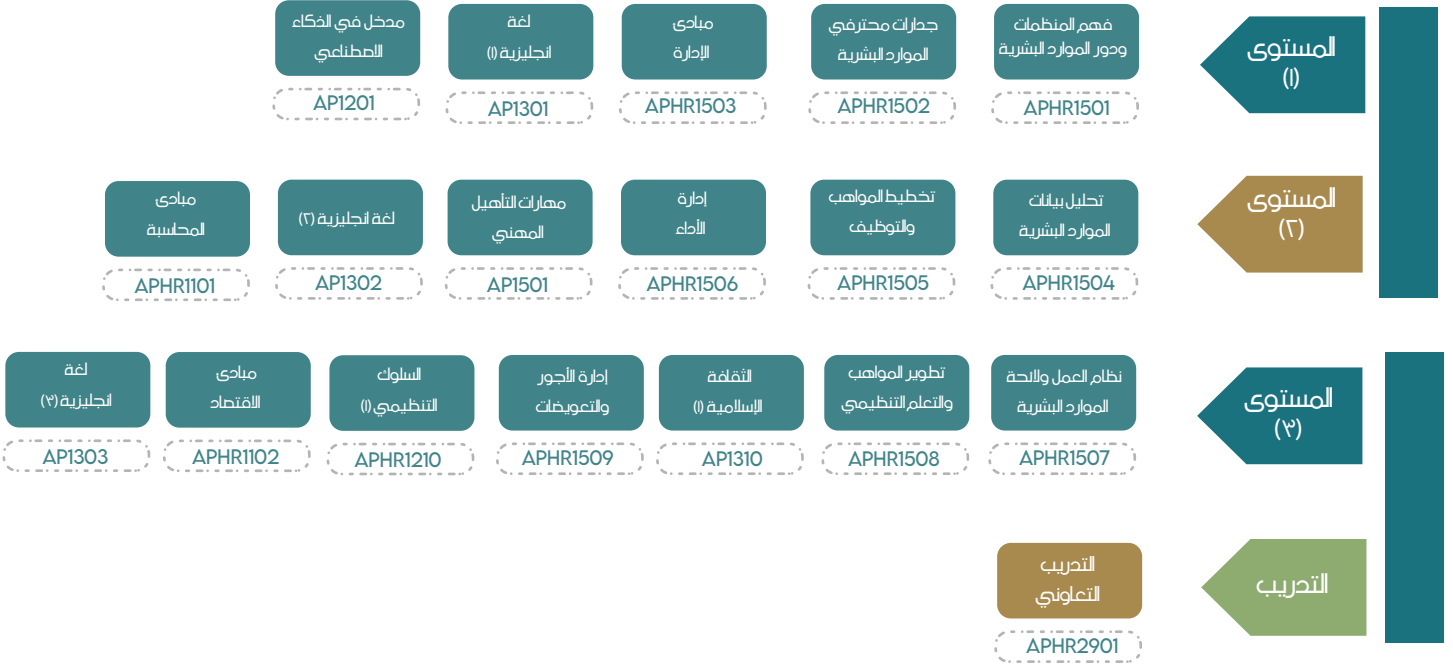 المستوى
(١)
فهم المنظمات
ودور الموارد البشرية
APHR1501
جدارات محترفي
الموارد البشرية
APHR1502
مبادئ
الإدارة
APHR1503
لغة
انجليزية (١)
AP1301
مدخل في الذكاء
الاصطناعي
AP1201
المستوى
(٢)
تحليل بيانات
الموارد البشرية
APHR1504
تخطيط المواهب
والتوظيف
APHR1505
إدارة
الأداء
APHR1506
مهارات التأهيل
المهني
AP1501
لغة انجليزية (٢)
AP1302
مبادئ
المحاسبة
APHR1101
المستوى
(٣)
نظام العمل ولائحة
الموارد البشرية
APHR1507
تطوير المواهب
والتعلم التنظيمي
APHR1508
الثقافة
الإسلامية (١)
AP1310
إدارة الأجور
والتعويضات
APHR1509
السلوك
التنظيمي (١)
APHR1210
مبادئ
الاقتصاد
APHR1102
لغة
انجليزية (٣)
AP1303
التدريب
التدريب
التعاوني
APHR2901